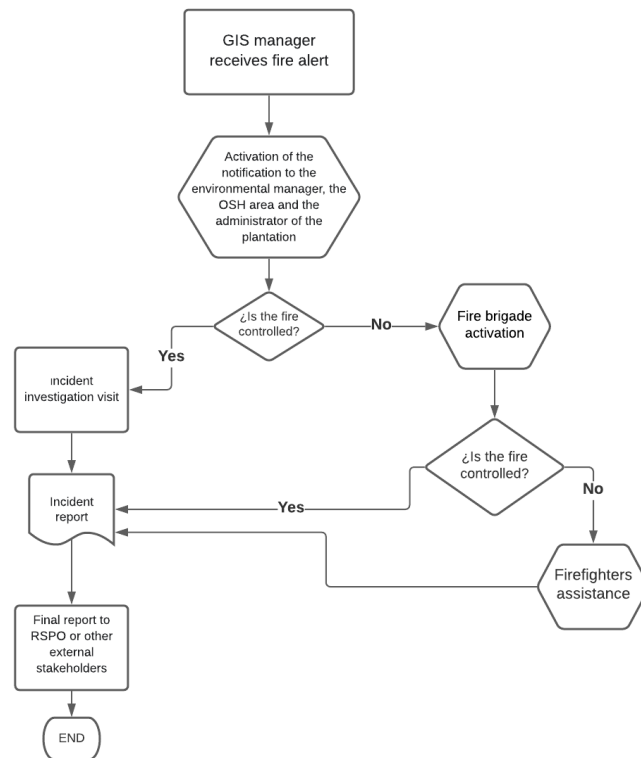 GIS manager
receives fire alert
Activation of the
notification to the
environmental manager, the
OSH area and the
administrator of the
plantation
¿Is the fire
controlled?
No
Fire brigade
activation
Yes
Incident
investigation visit
¿Is the fire
controlled?
No
Incident
report
Yes
Firefighters
assistance
Final report to
RSPO or other
external
stakeholders
END